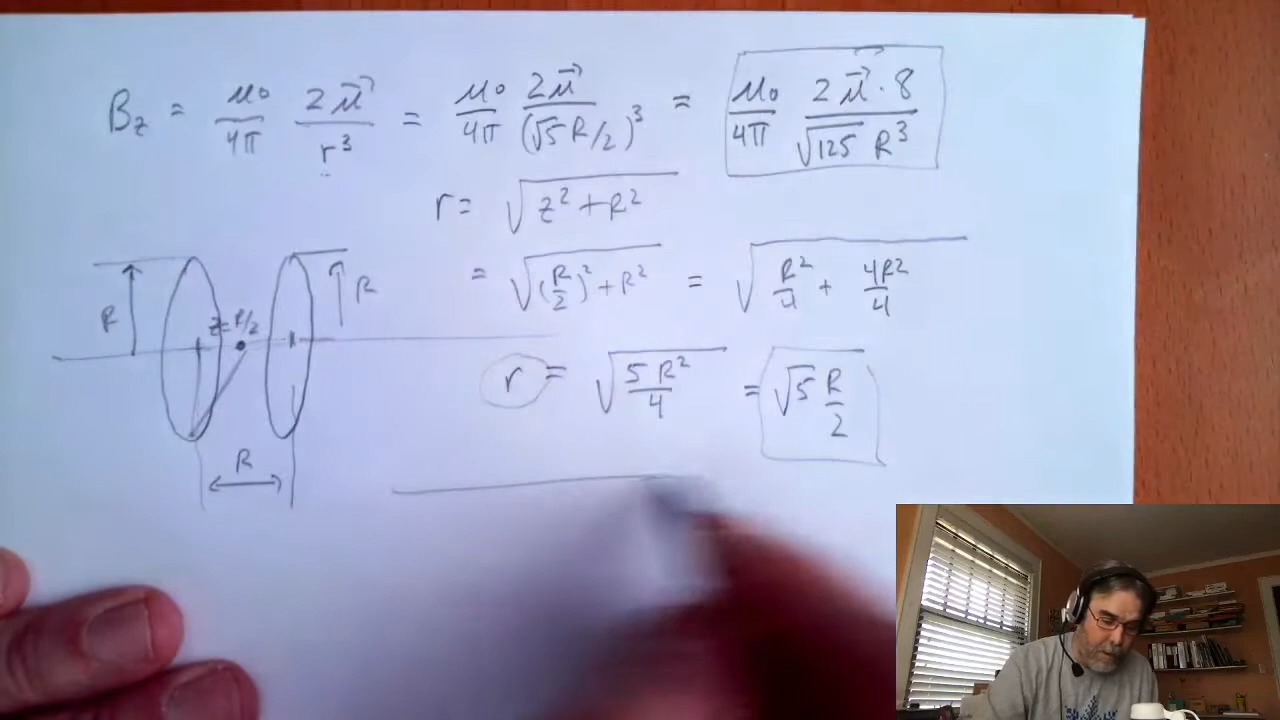 B_z = μ₀/4π 2μ⃗/r³ = μ₀/4π 2μ⃗/(√5 R/2)³ = μ₀/4π 2μ⃗ · 8/√125 R³
r = √z² + R²
= √(R/2)² + R² = √R²/4 + 4R²/4
R z=R/2 R
r = √5R²/4 = √5 R/2
R